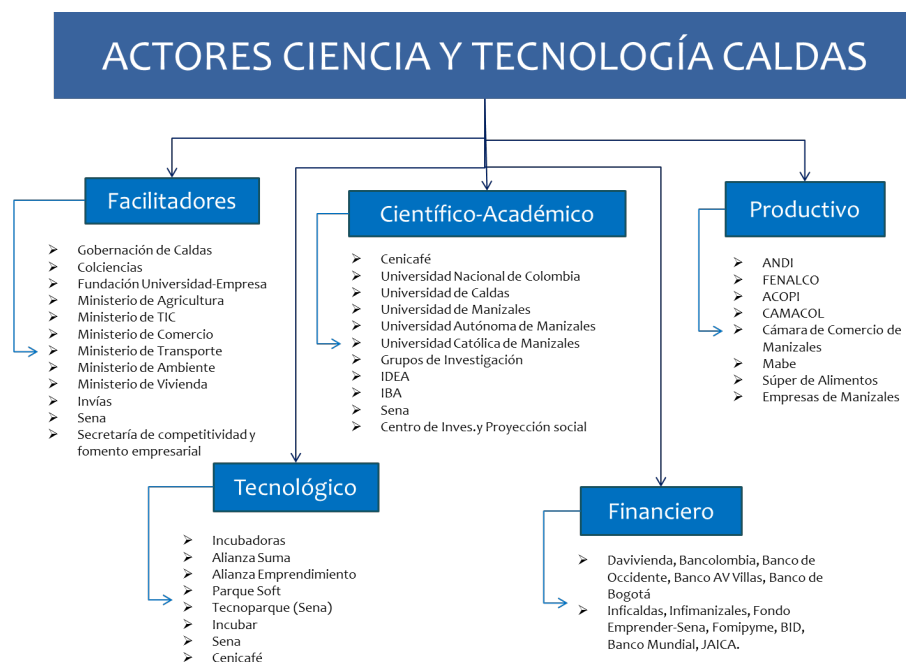 ACTORES CIENCIA Y TECNOLOGÍA CALDAS
Facilitadores
Gobernación de Caldas
Colciencias
Fundación Universidad-Empresa
Ministerio de Agricultura
Ministerio de TIC
Ministerio de Comercio
Ministerio de Transporte
Ministerio de Ambiente
Ministerio de Vivienda
Invías
Sena
Secretaría de competitividad y
fomento empresarial
Científico-Académico
Cenicafé
Universidad Nacional de Colombia
Universidad de Caldas
Universidad de Manizales
Universidad Autónoma de Manizales
Universidad Católica de Manizales
Grupos de Investigación
IDEA
IBA
Sena
Centro de Inves.y Proyección social
Productivo
ANDI
FENALCO
ACOPI
CAMACOL
Cámara de Comercio de
Manizales
Mabe
Súper de Alimentos
Empresas de Manizales
Tecnológico
Incubadoras
Alianza Suma
Alianza Emprendimiento
Parque Soft
Tecnoparque (Sena)
Incubar
Sena
Cenicafé
Financiero
Davivienda, Bancolombia, Banco de
Occidente, Banco AV Villas, Banco de
Bogotá
Inficaldas, Infimanizales, Fondo
Emprender-Sena, Fomipyme, BID,
Banco Mundial, JAICA.